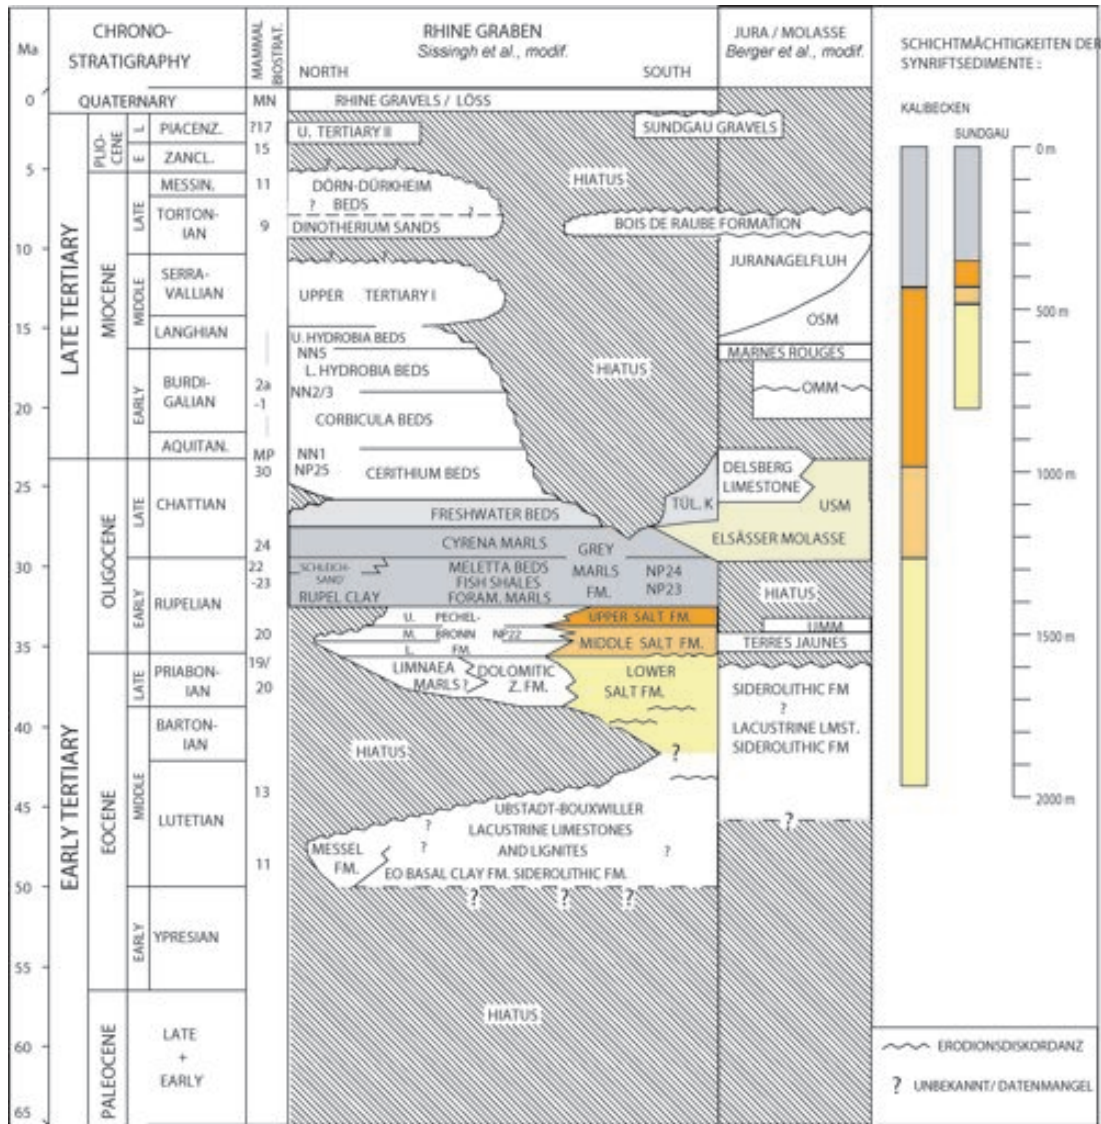 Ma
CHRONO-
STRATIGRAPHY
MAMMAL
BIOSTRAT.
RHINE GRABEN
Sissingh et al., modif.
NORTH
SOUTH
JURA / MOLASSE
Berger et al., modif.
SCHICHTMÄCHTIGKEITEN DER
SYNRIFTSEDIMENTE :
KALIBECKEN
SUNDGAU
0
5
10
15
20
25
30
35
40
45
50
55
60
65
QUATERNARY
LATE TERTIARY
EARLY TERTIARY
PLIO-
CENE
MIOCENE
OLIGOCENE
EOCENE
PALEOCENE
L
E
LATE
MIDDLE
EARLY
LATE
EARLY
LATE
MIDDLE
EARLY
PIACENZ.
ZANCL.
MESSIN.
TORTON-
IAN
SERRA-
VALLIAN
LANGHIAN
BURDI-
GALIAN
AQUITAN.
CHATTIAN
RUPELIAN
PRIABON-
IAN
BARTON-
IAN
LUTETIAN
YPRESIAN
LATE
+
EARLY
MN
?17
15
11
9
2a
-1
MP
30
24
22
-23
20
19/
20
13
11
RHINE GRAVELS / LÖSS
U. TERTIARY II
SUNDGAU GRAVELS
HIATUS
? ?
DÖRN-DÜRKHEIM
? BEDS ?
DINOTHERIUM SANDS
BOIS DE RAUBE FORMATION
? ?
UPPER TERTIARY I
JURANAGELFLUH
OSM
U. HYDROBIA BEDS
NN5
L. HYDROBIA BEDS
NN2/3
CORBICULA BEDS
HIATUS
MARNES ROUGES
OMM
NN1
NP25
CERITHIUM BEDS
DELSBERG
LIMESTONE
TÜL. K
USM
FRESHWATER BEDS
ELSÄSSER MOLASSE
CYRENA MARLS
GREY
MARLS
FM.
SCHLEICH-
SAND
MELETTA BEDS
FISH SHALES
FORAM. MARLS
NP24
NP23
RUPEL CLAY
HIATUS
U. PECHEL-
M. BRONN NP22
L. FM.
UPPER SALT FM.
MIDDLE SALT FM.
UMM
TERRES JAUNES
LIMNAEA
MARLS ?
DOLOMITIC
Z. FM.
LOWER
SALT FM.
SIDEROLITHIC FM
?
LACUSTRINE LMST.
SIDEROLITHIC FM
HIATUS
?
UBSTADT-BOUXWILLER
LACUSTRINE LIMESTONES
AND LIGNITES
? ? ?
MESSEL
FM.
EO BASAL CLAY FM. SIDEROLITHIC FM.
? ? ?
?
HIATUS
0 m
500 m
1000 m
1500 m
2000 m
ERODIONSDISKORDANZ
? UNBEKANNT/ DATENMANGEL